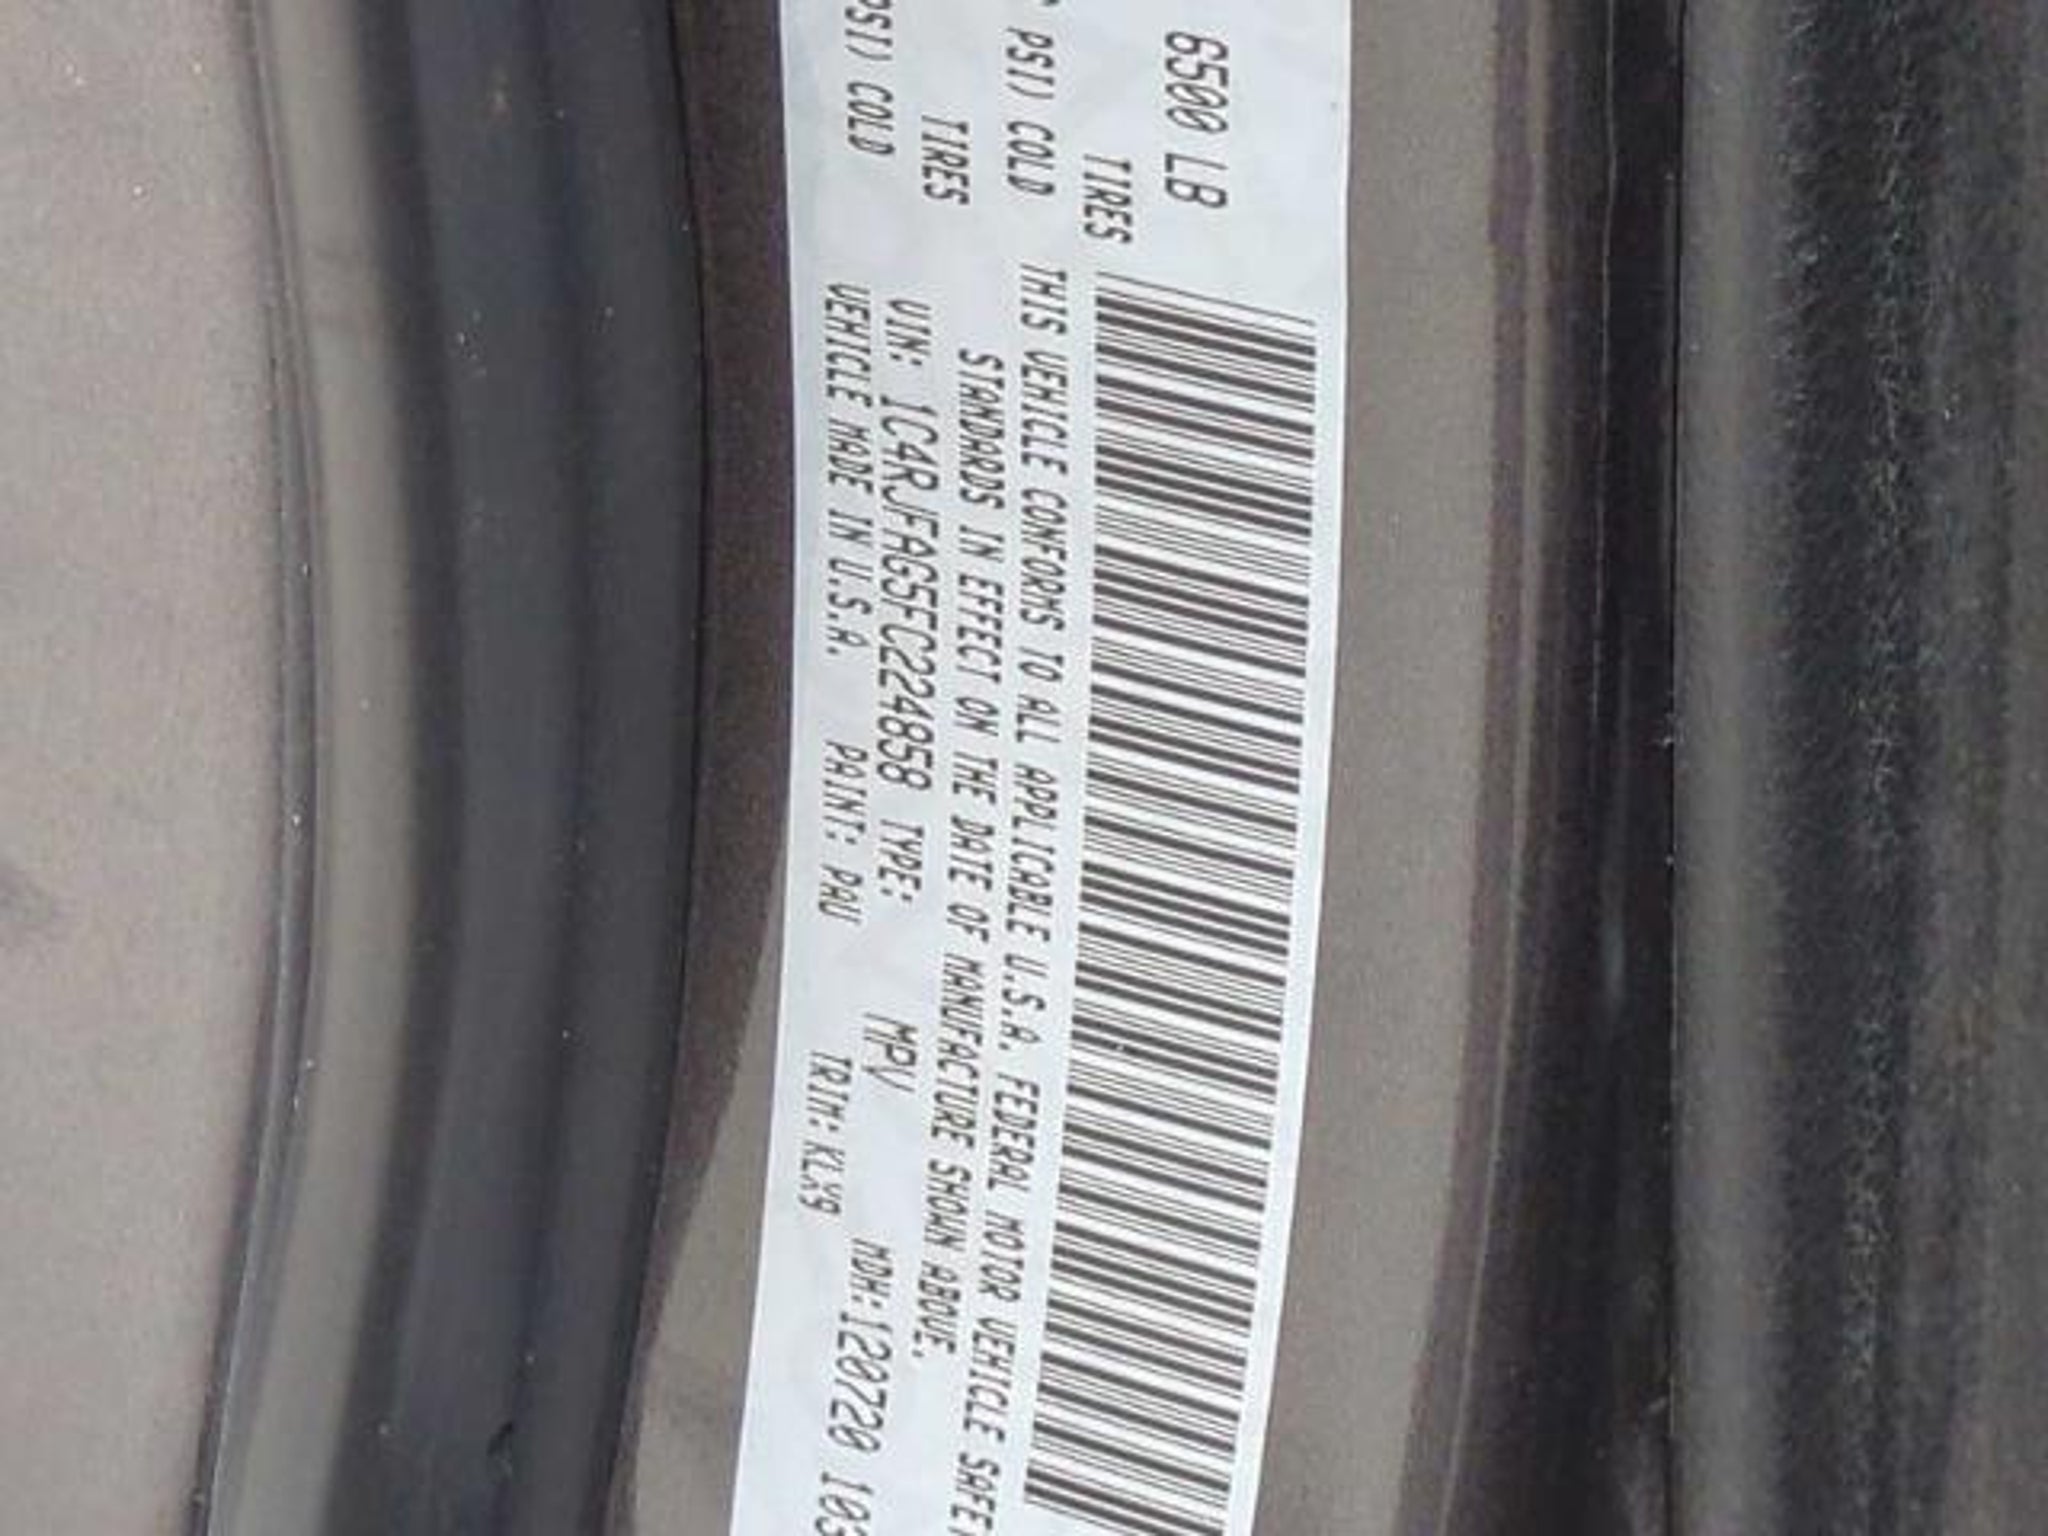 6500 LB
TIRES
PSI) COLD
TIRES
PSI) COLD
THIS VEHICLE CONFORMS TO ALL APPLICABLE U.S.A. FEDERAL MOTOR VEHICLE SAFE
STANDARDS IN EFFECT ON THE DATE OF MANUFACTURE SHOWN ABOVE.
VIN: 1C4RJFAG5FC224858 TYPE: MPV MDH:120720 103
VEHICLE MADE IN U.S.A. PAINT: PAU TRIM: KLX9